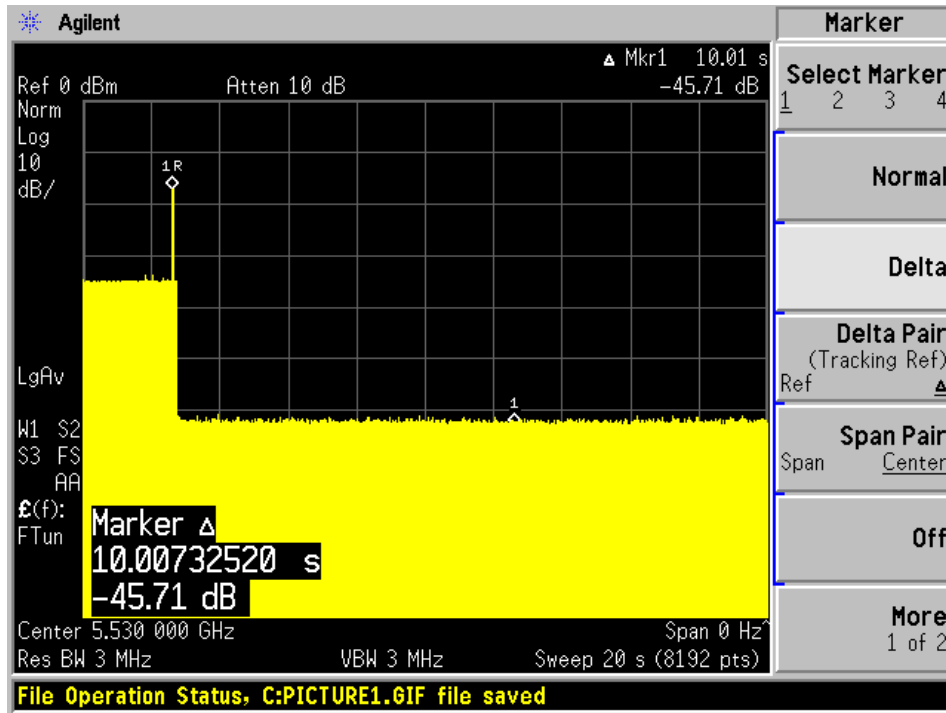 Agilent
Marker
Δ Mkr1 10.01 s
Ref 0 dBm Atten 10 dB -45.71 dB
Norm
Log
10
dB/
1R
LgAv
1
W1 S2
S3 FS
AA
£(f):
FTun
Marker Δ
10.00732520 s
-45.71 dB
Center 5.530 000 GHz Span 0 Hz^
Res BW 3 MHz VBW 3 MHz Sweep 20 s (8192 pts)
File Operation Status, C:PICTURE1.GIF file saved
Select Marker
1 2 3 4
Normal
Delta
Delta Pair
(Tracking Ref)
Ref Δ
Span Pair
Span Center
Off
More
1 of 2